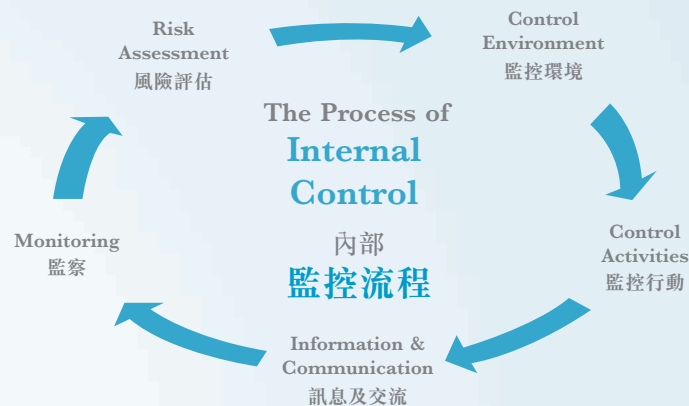 Risk
Assessment
風險評估
Control
Environment
監控環境
The Process of
Internal
Control
內部
監控流程
Control
Activities
監控行動
Information &
Communication
訊息及交流
Monitoring
監察